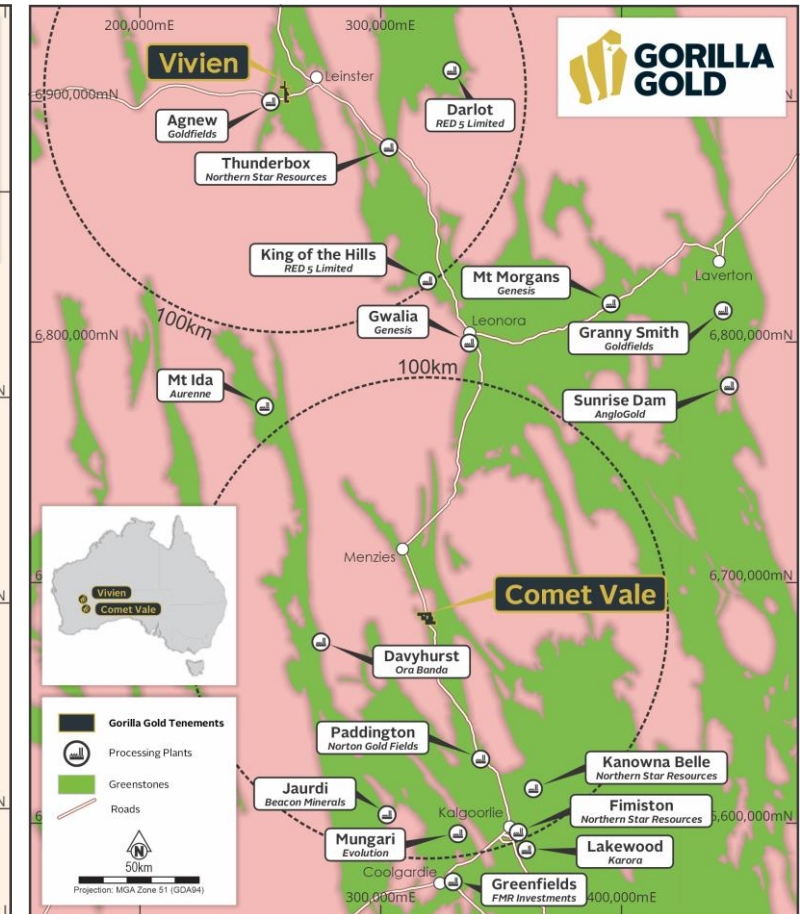 200,000mE
300,000mE
GORILLA
GOLD
Vivien
Leinster
6,900,000mN
N
Darlot
RED 5 Limited
Agnew
Goldfields
Thunderbox
Northern Star Resources
King of the Hills
RED 5 Limited
Mt Morgans
Genesis
Laverton
100km
Gwalia
Genesis
Leonora
Granny Smith
Goldfields
6,800,000mN
6,800,000mN
100km
Mt Ida
Aurenne
Sunrise Dam
AngloGold
Menzies
6,700,000mN
Vivien
Comet Vale
Comet Vale
Davyhurst
Ora Banda
Gorilla Gold Tenements
Processing Plants
Greenstones
Roads
N
50km
Projection: MGA Zone 51 (GDA94)
Paddington
Norton Gold Fields
Kanowna Belle
Northern Star Resources
Jaurdi
Beacon Minerals
Kalgoorlie
Fimiston
Northern Star Resources
6,600,000mN
Mungari
Evolution
Lakewood
Karora
Coolgardie
Greenfields
FMR Investments
300,000mE
400,000mE